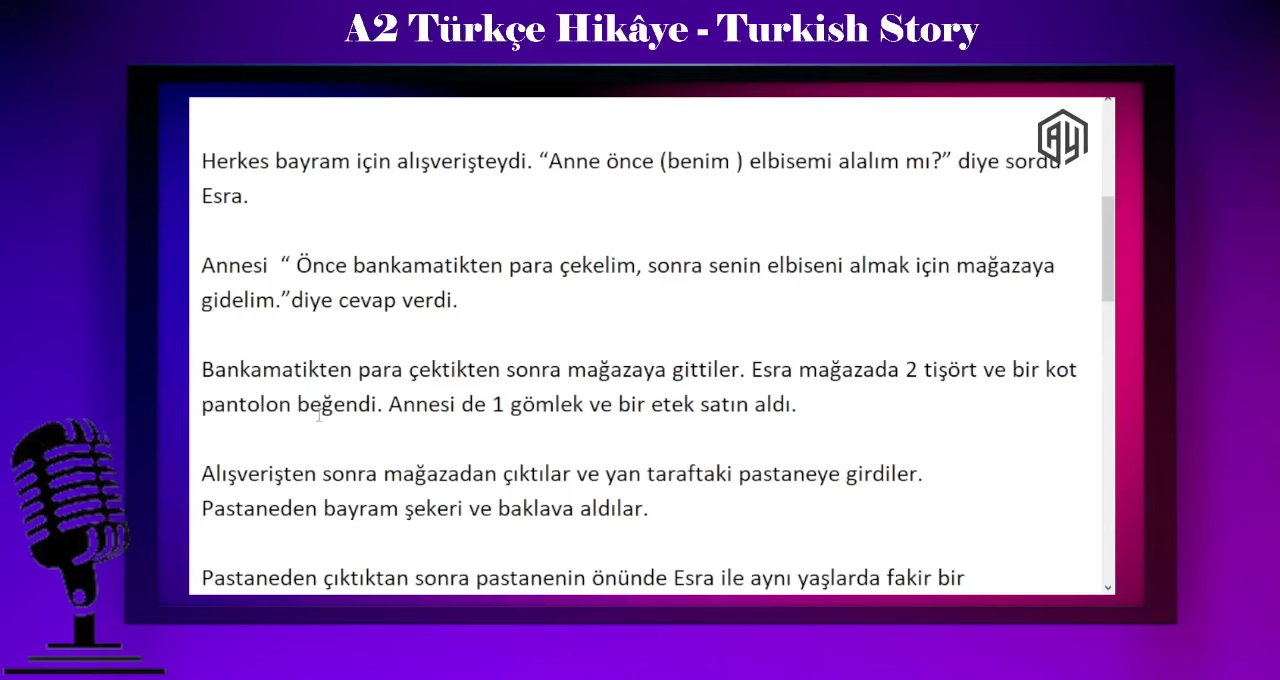 A2 Türkçe Hikâye - Turkish Story
AY
Herkes bayram için alışverişteydi. “Anne önce (benim ) elbisemi alalım mı?” diye sordu
Esra.
Annesi “ Önce bankamatikten para çekelim, sonra senin elbiseni almak için mağazaya
gidelim.”diye cevap verdi.
Bankamatikten para çektikten sonra mağazaya gittiler. Esra mağazada 2 tişört ve bir kot
pantolon beğendi. Annesi de 1 gömlek ve bir etek satın aldı.
Alışverişten sonra mağazadan çıktılar ve yan taraftaki pastaneye girdiler.
Pastaneden bayram şekeri ve baklava aldılar.
Pastaneden çıktıktan sonra pastanenin önünde Esra ile aynı yaşlarda fakir bir